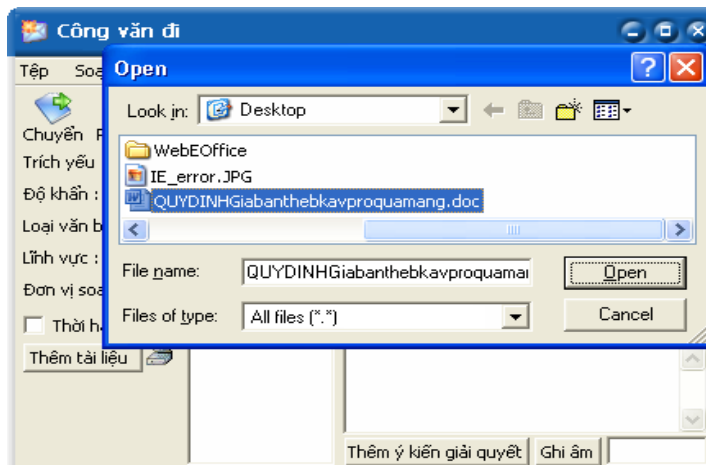 Công văn đi
Tệp Soạ
Open
Look in: Desktop
Chuyển
Trích yếu
Độ khẩn :
Loại văn b
Lĩnh vực :
Đơn vị soạ
Thời h
WebEOffice
IE_error.JPG
QUYDINHGiabanthebkavproquamang.doc
File name: QUYDINHGiabanthebkavproquamai
Open
Files of type: All files (*.*)
Cancel
Thêm tài liệu
Thêm ý kiến giải quyết Ghi âm